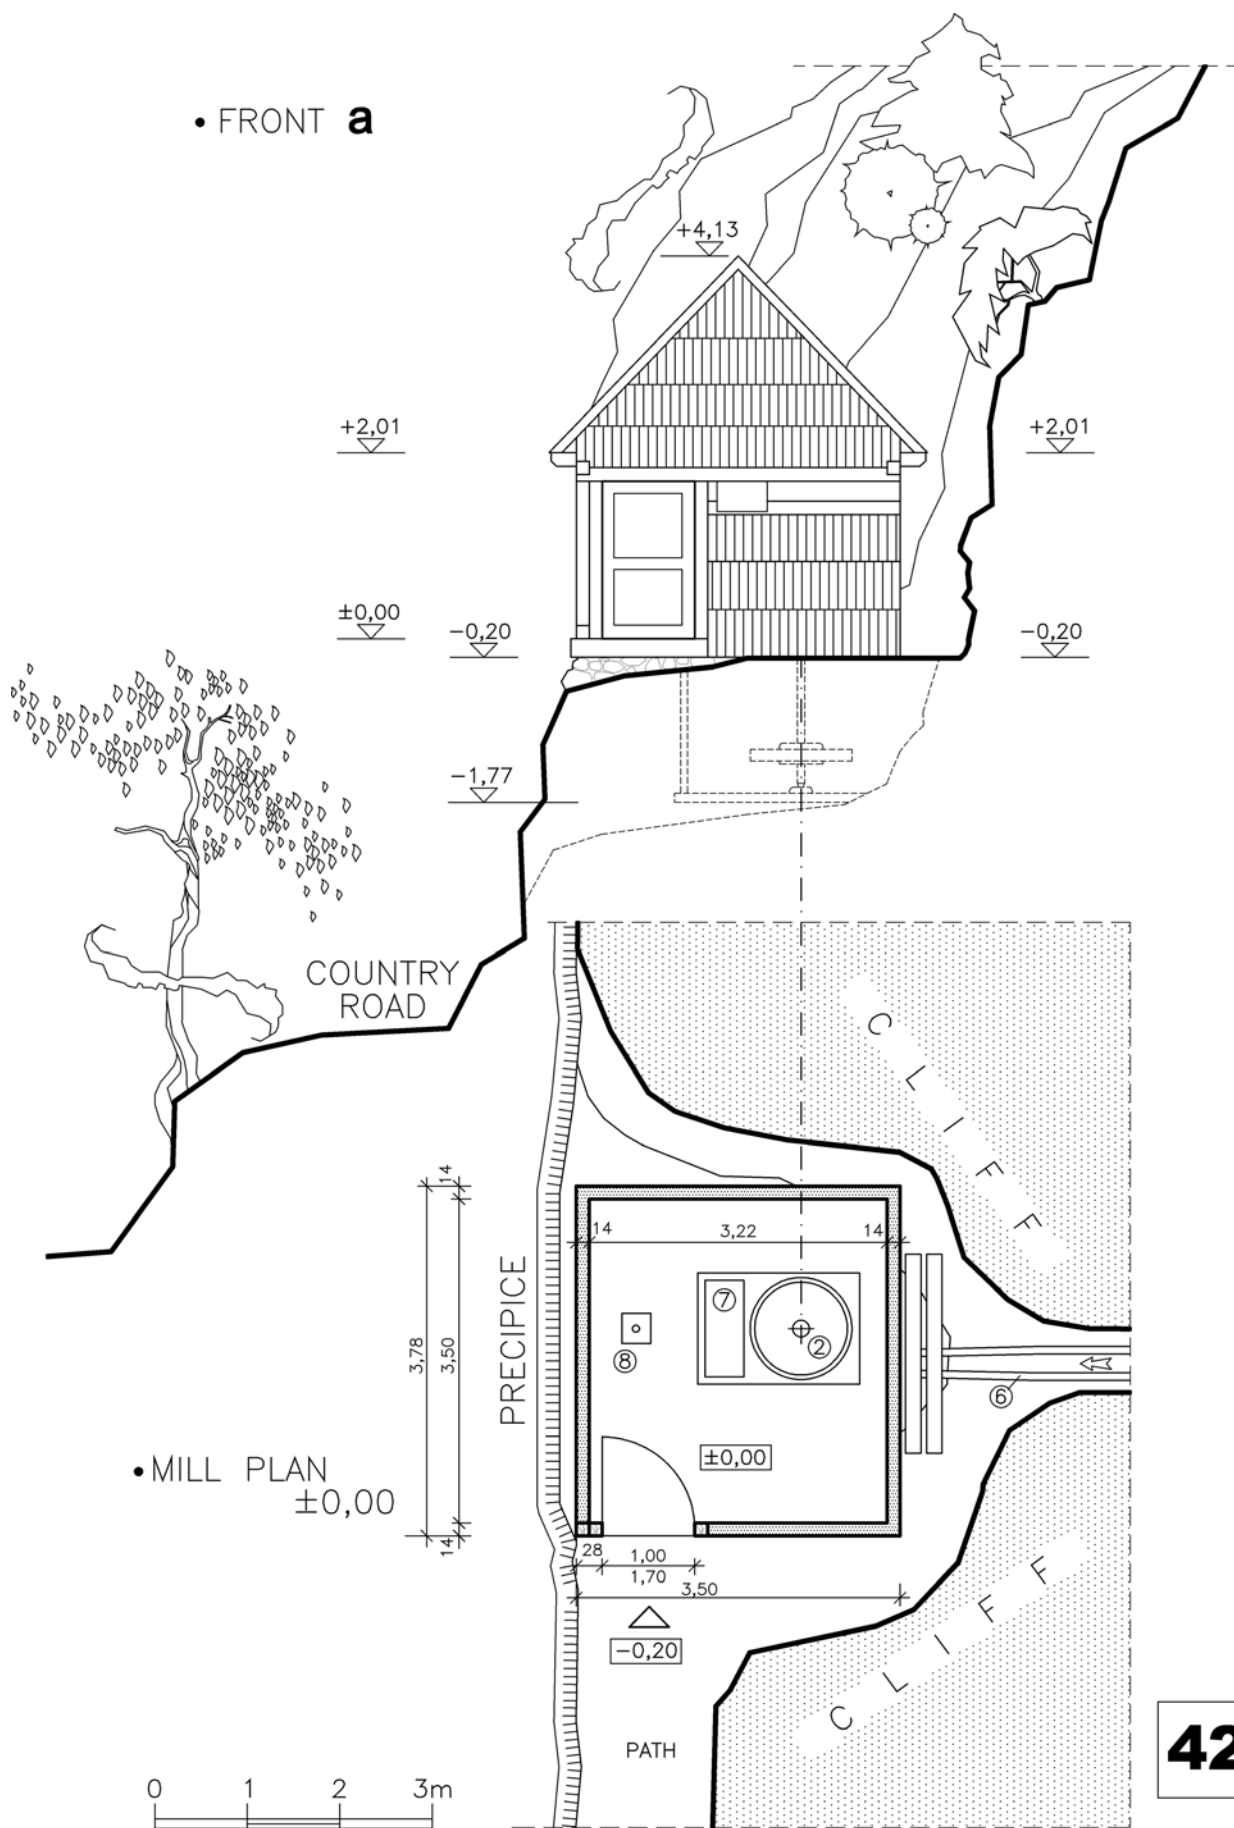 • FRONT a
+4,13
+2,01
+2,01
±0,00
-0,20
-0,20
-1,77
COUNTRY
ROAD
CLIFF
14
14
3,22
14
PRECIPICE
3,78
3,50
7
2
8
6
±0,00
• MILL PLAN
±0,00
14
28
1,00
1,70
3,50
-0,20
CLIFF
PATH
42
0 1 2 3m